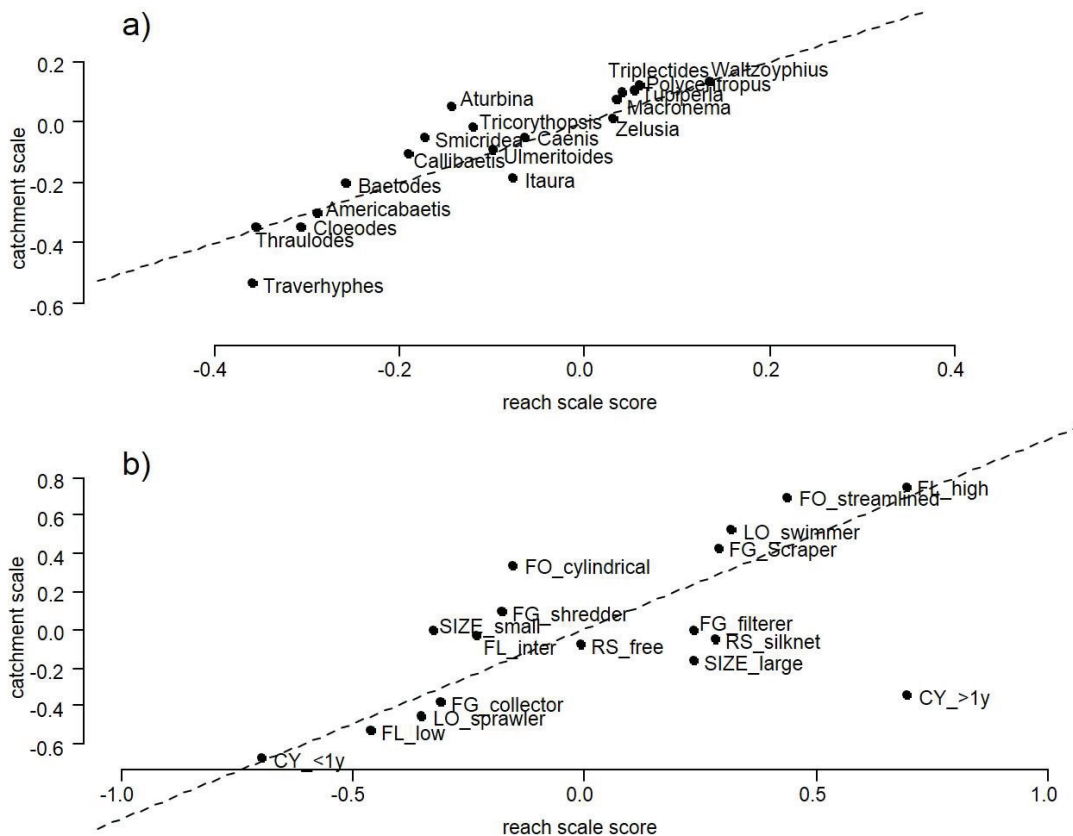 a)
0.2
0.0
-0.2
-0.4
-0.6
catchment scale
Triplectides Waltzoyphius
Polycentropus
Tupiperla
Macronema
Zelusia
Aturbina
Tricorythopsis
Smicridea Caenis
Callibaetis Ulmeritoides
Itaura
Baetodes
Americabaetis
Cloeodes
Thraulodes
Traverhyphes
-0.4 -0.2 0.0 0.2 0.4
reach scale score
b)
0.8
0.6
0.4
0.2
0.0
-0.2
-0.4
-0.6
catchment scale
FL_high
FO_streamlined
LO_swimmer
FG_Scraper
FO_cylindrical
FG_shredder
SIZE_small FG_filterer
FL_inter RS_free RS_silknet
SIZE_large
CY_>1y
FG_collector
LO_sprawler
FL_low
CY_<1y
-1.0 -0.5 0.0 0.5 1.0
reach scale score